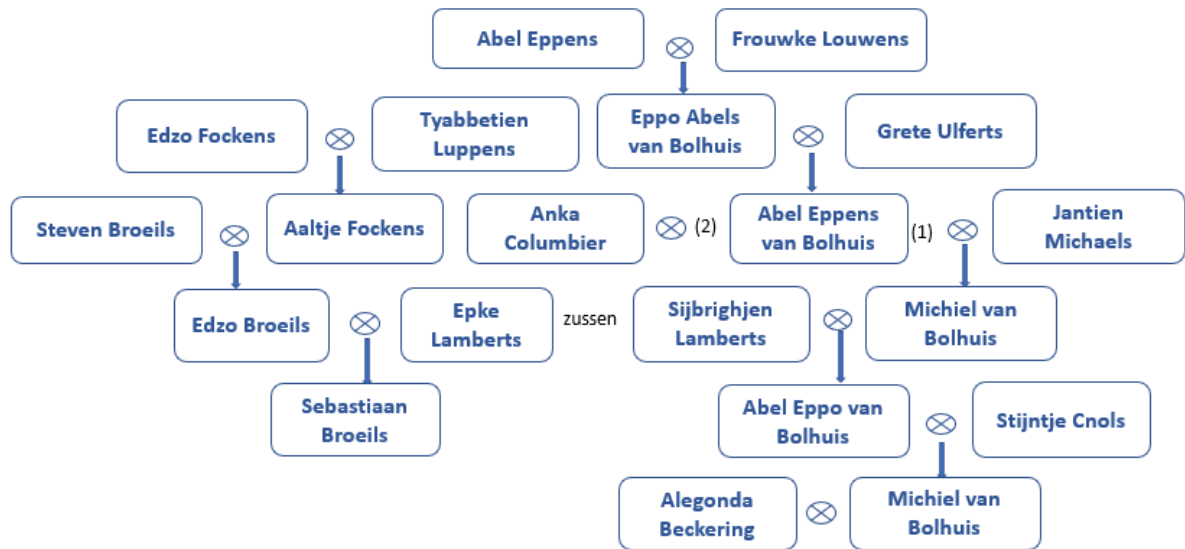 Abel Eppens
Frouwke Louwens
Edzo Fockens
Tyabbetien
Luppens
Eppo Abels
van Bolhuis
Grete Ulferts
Steven Broeils
Aaltje Fockens
Anka
Columbier
(2)
Abel Eppens
van Bolhuis
(1)
Jantien
Michaels
Edzo Broeils
Epke
Lamberts
zussen
Sijbrighjen
Lamberts
Michiel van
Bolhuis
Sebastiaan
Broeils
Abel Eppo van
Bolhuis
Stijntje Cnols
Alegonda
Beckering
Michiel van
Bolhuis